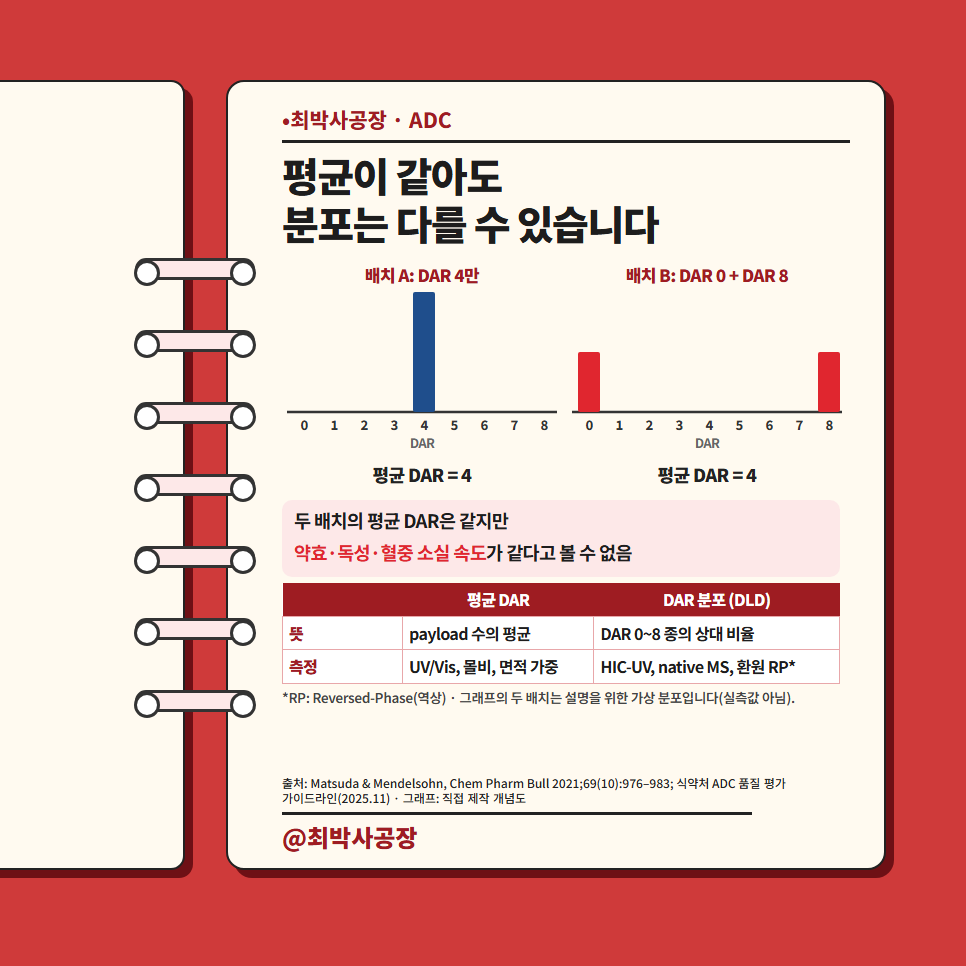 •최박사공장 · ADC
평균이 같아도
분포는 다를 수 있습니다
배치 A: DAR 4만
배치 B: DAR 0 + DAR 8
0 1 2 3 4 5 6 7 8
0 1 2 3 4 5 6 7 8
DAR
DAR
평균 DAR = 4
평균 DAR = 4
두 배치의 평균 DAR은 같지만
약효·독성·혈중 소실 속도가 같다고 볼 수 없음
평균 DAR DAR 분포 (DLD)
뜻 payload 수의 평균 DAR 0~8 종의 상대 비율
측정 UV/Vis, 몰비, 면적 가중 HIC-UV, native MS, 환원 RP*
*RP: Reversed-Phase(역상) · 그래프의 두 배치는 설명을 위한 가상 분포입니다(실측값 아님).
출처: Matsuda & Mendelsohn, Chem Pharm Bull 2021;69(10):976–983; 식약처 ADC 품질 평가
가이드라인(2025.11) · 그래프: 직접 제작 개념도
@최박사공장